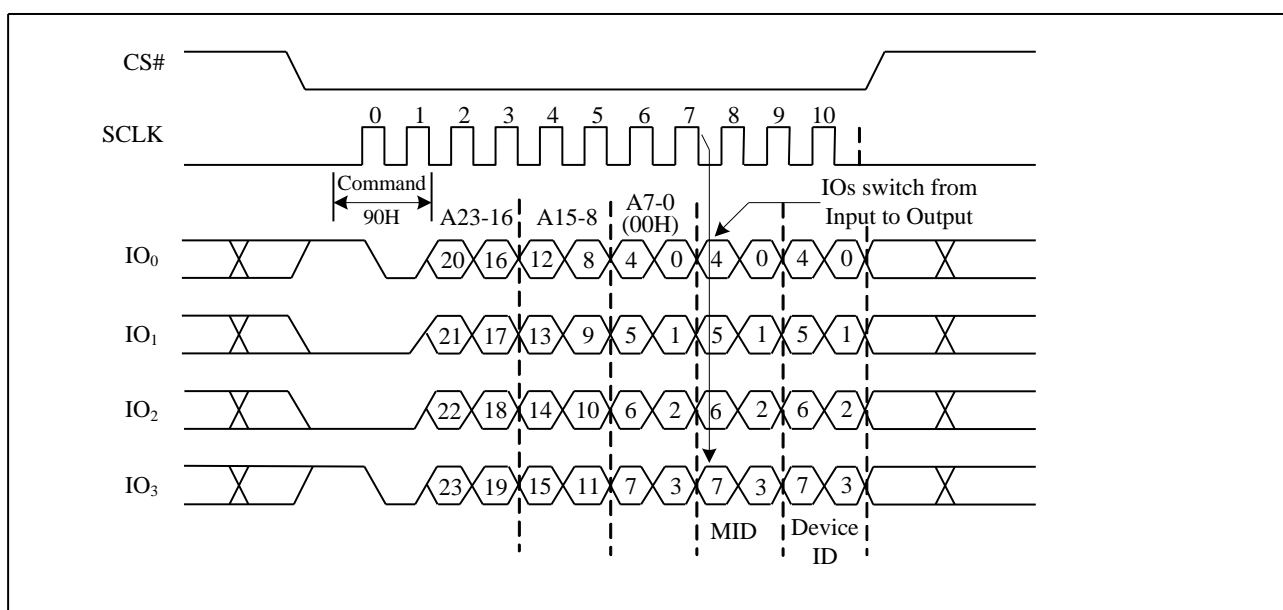 CS#
SCLK
0 1 2 3 4 5 6 7 8 9 10
Command
90H
A23-16
A15-8
A7-0
(00H)
IOs switch from
Input to Output
IO0 20 16 12 8 4 0 4 0 4 0
IO1 21 17 13 9 5 1 5 1 5 1
IO2 22 18 14 10 6 2 6 2 6 2
IO3 23 19 15 11 7 3 7 3 7 3
MID
Device
ID